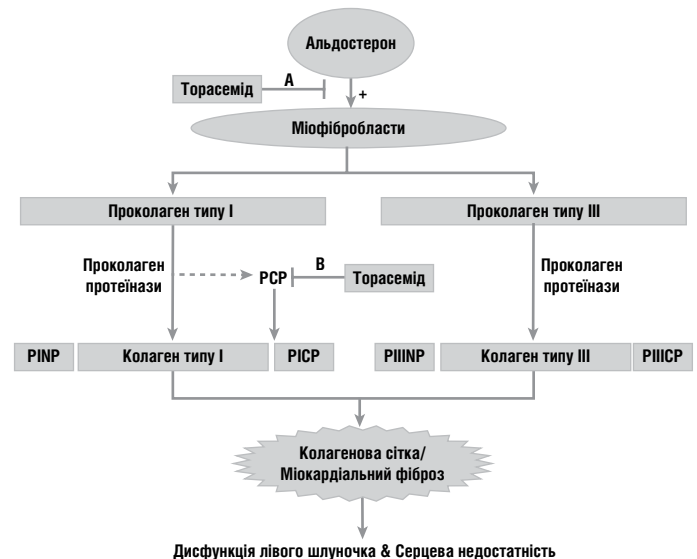 Альдостерон
А
Торасемід
+
Міофібробласти
Проколаген типу I
Проколаген типу III
Проколаген
протеїнази
PCP
B
Торасемід
Проколаген
протеїнази
PINP
Колаген типу I
PICP
PIIINP
Колаген типу III
PIIICP
Колагенова сітка/
Міокардіальний фіброз
Дисфункція лівого шлуночка & Серцева недостатність